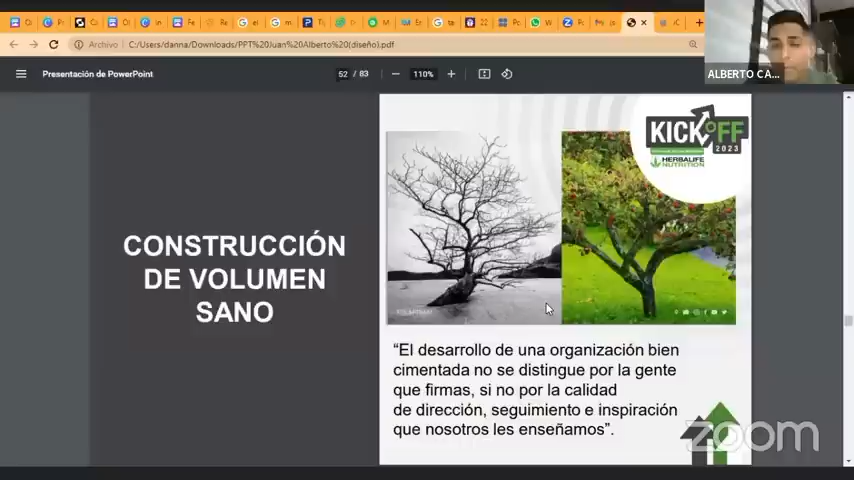 Archivo
C:/Users/danna/Downloads/PPT%20Juan%20Alberto%20(diseño).pdf
Presentación de PowerPoint
52 / 83
110%
ALBERTO CA...
KICKOFF
2023
HERBALIFE
NUTRITION
CONSTRUCCIÓN
DE VOLUMEN
SANO
“El desarrollo de una organización bien
cimentada no se distingue por la gente
que firmas, si no por la calidad
de dirección, seguimiento e inspiración
que nosotros les enseñamos”.
zoom